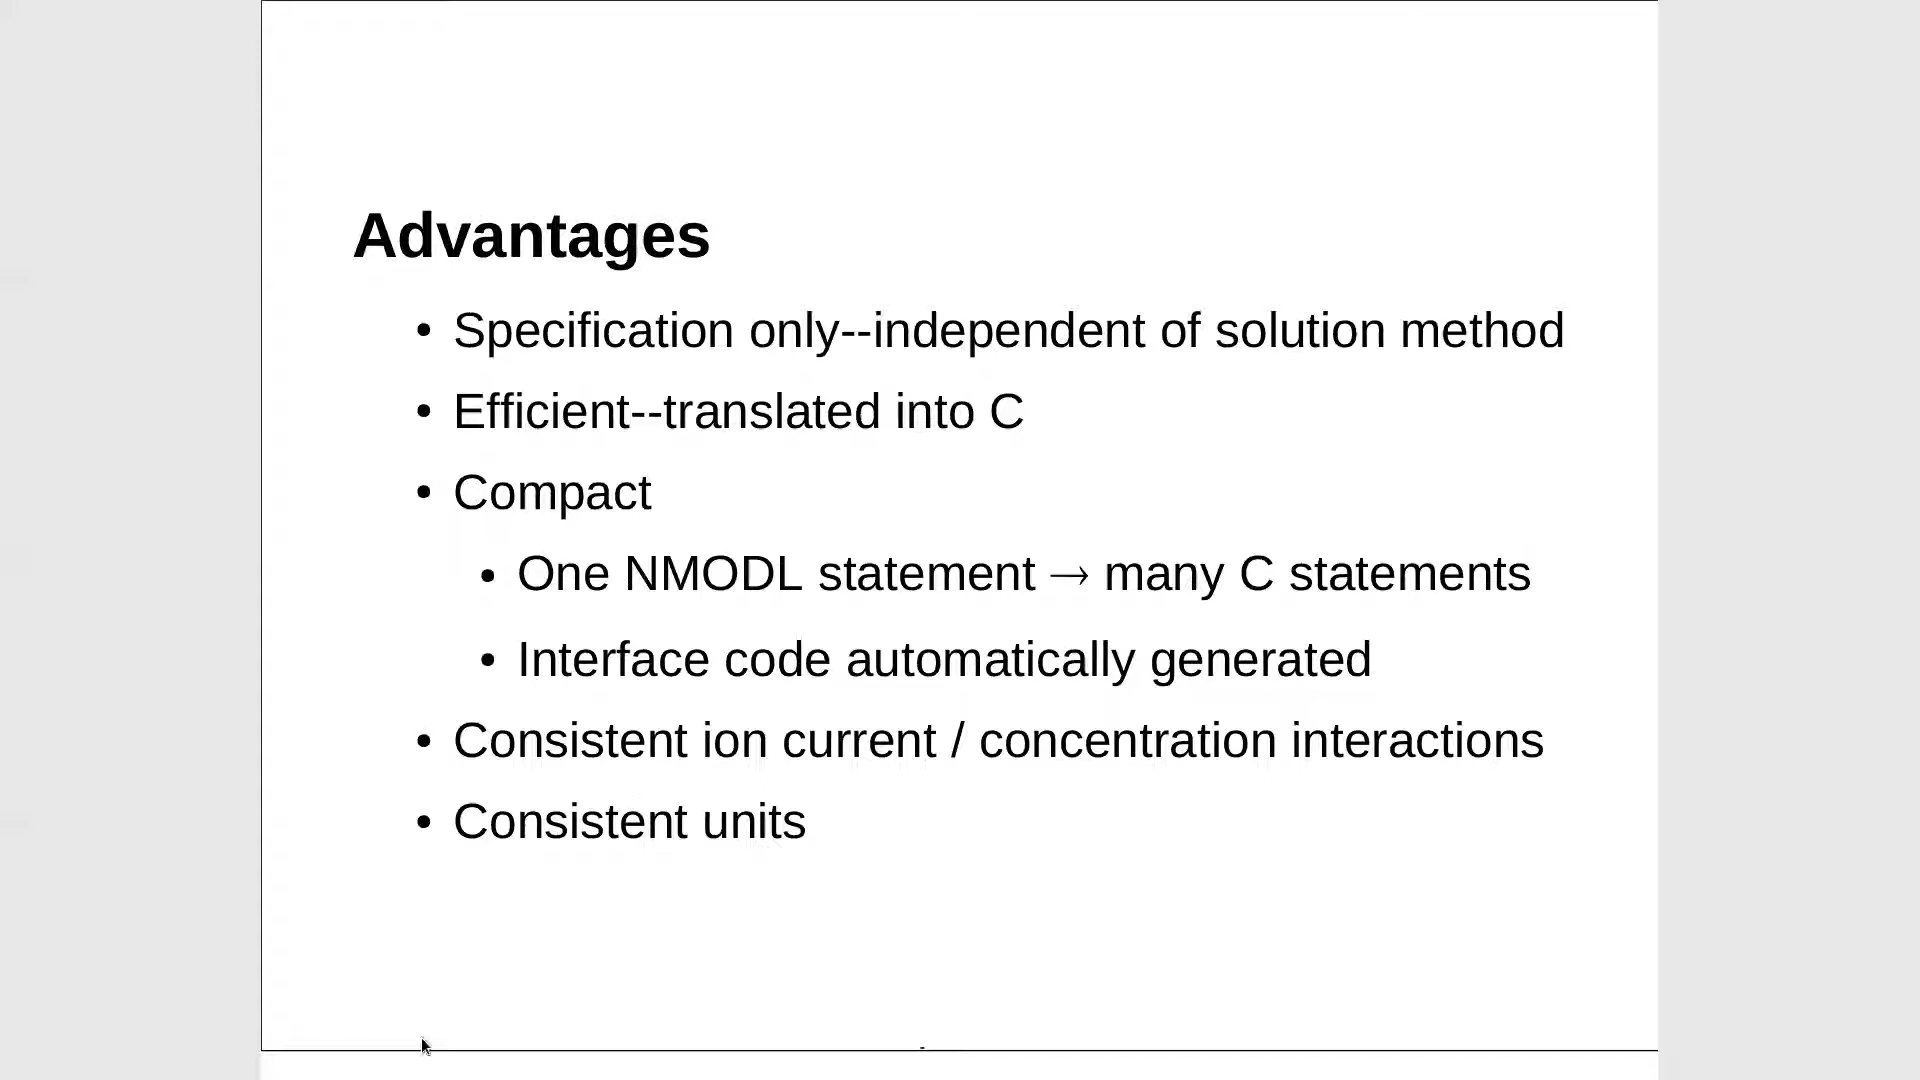 Advantages
• Specification only--independent of solution method
• Efficient--translated into C
• Compact
• One NMODL statement → many C statements
• Interface code automatically generated
• Consistent ion current / concentration interactions
• Consistent units